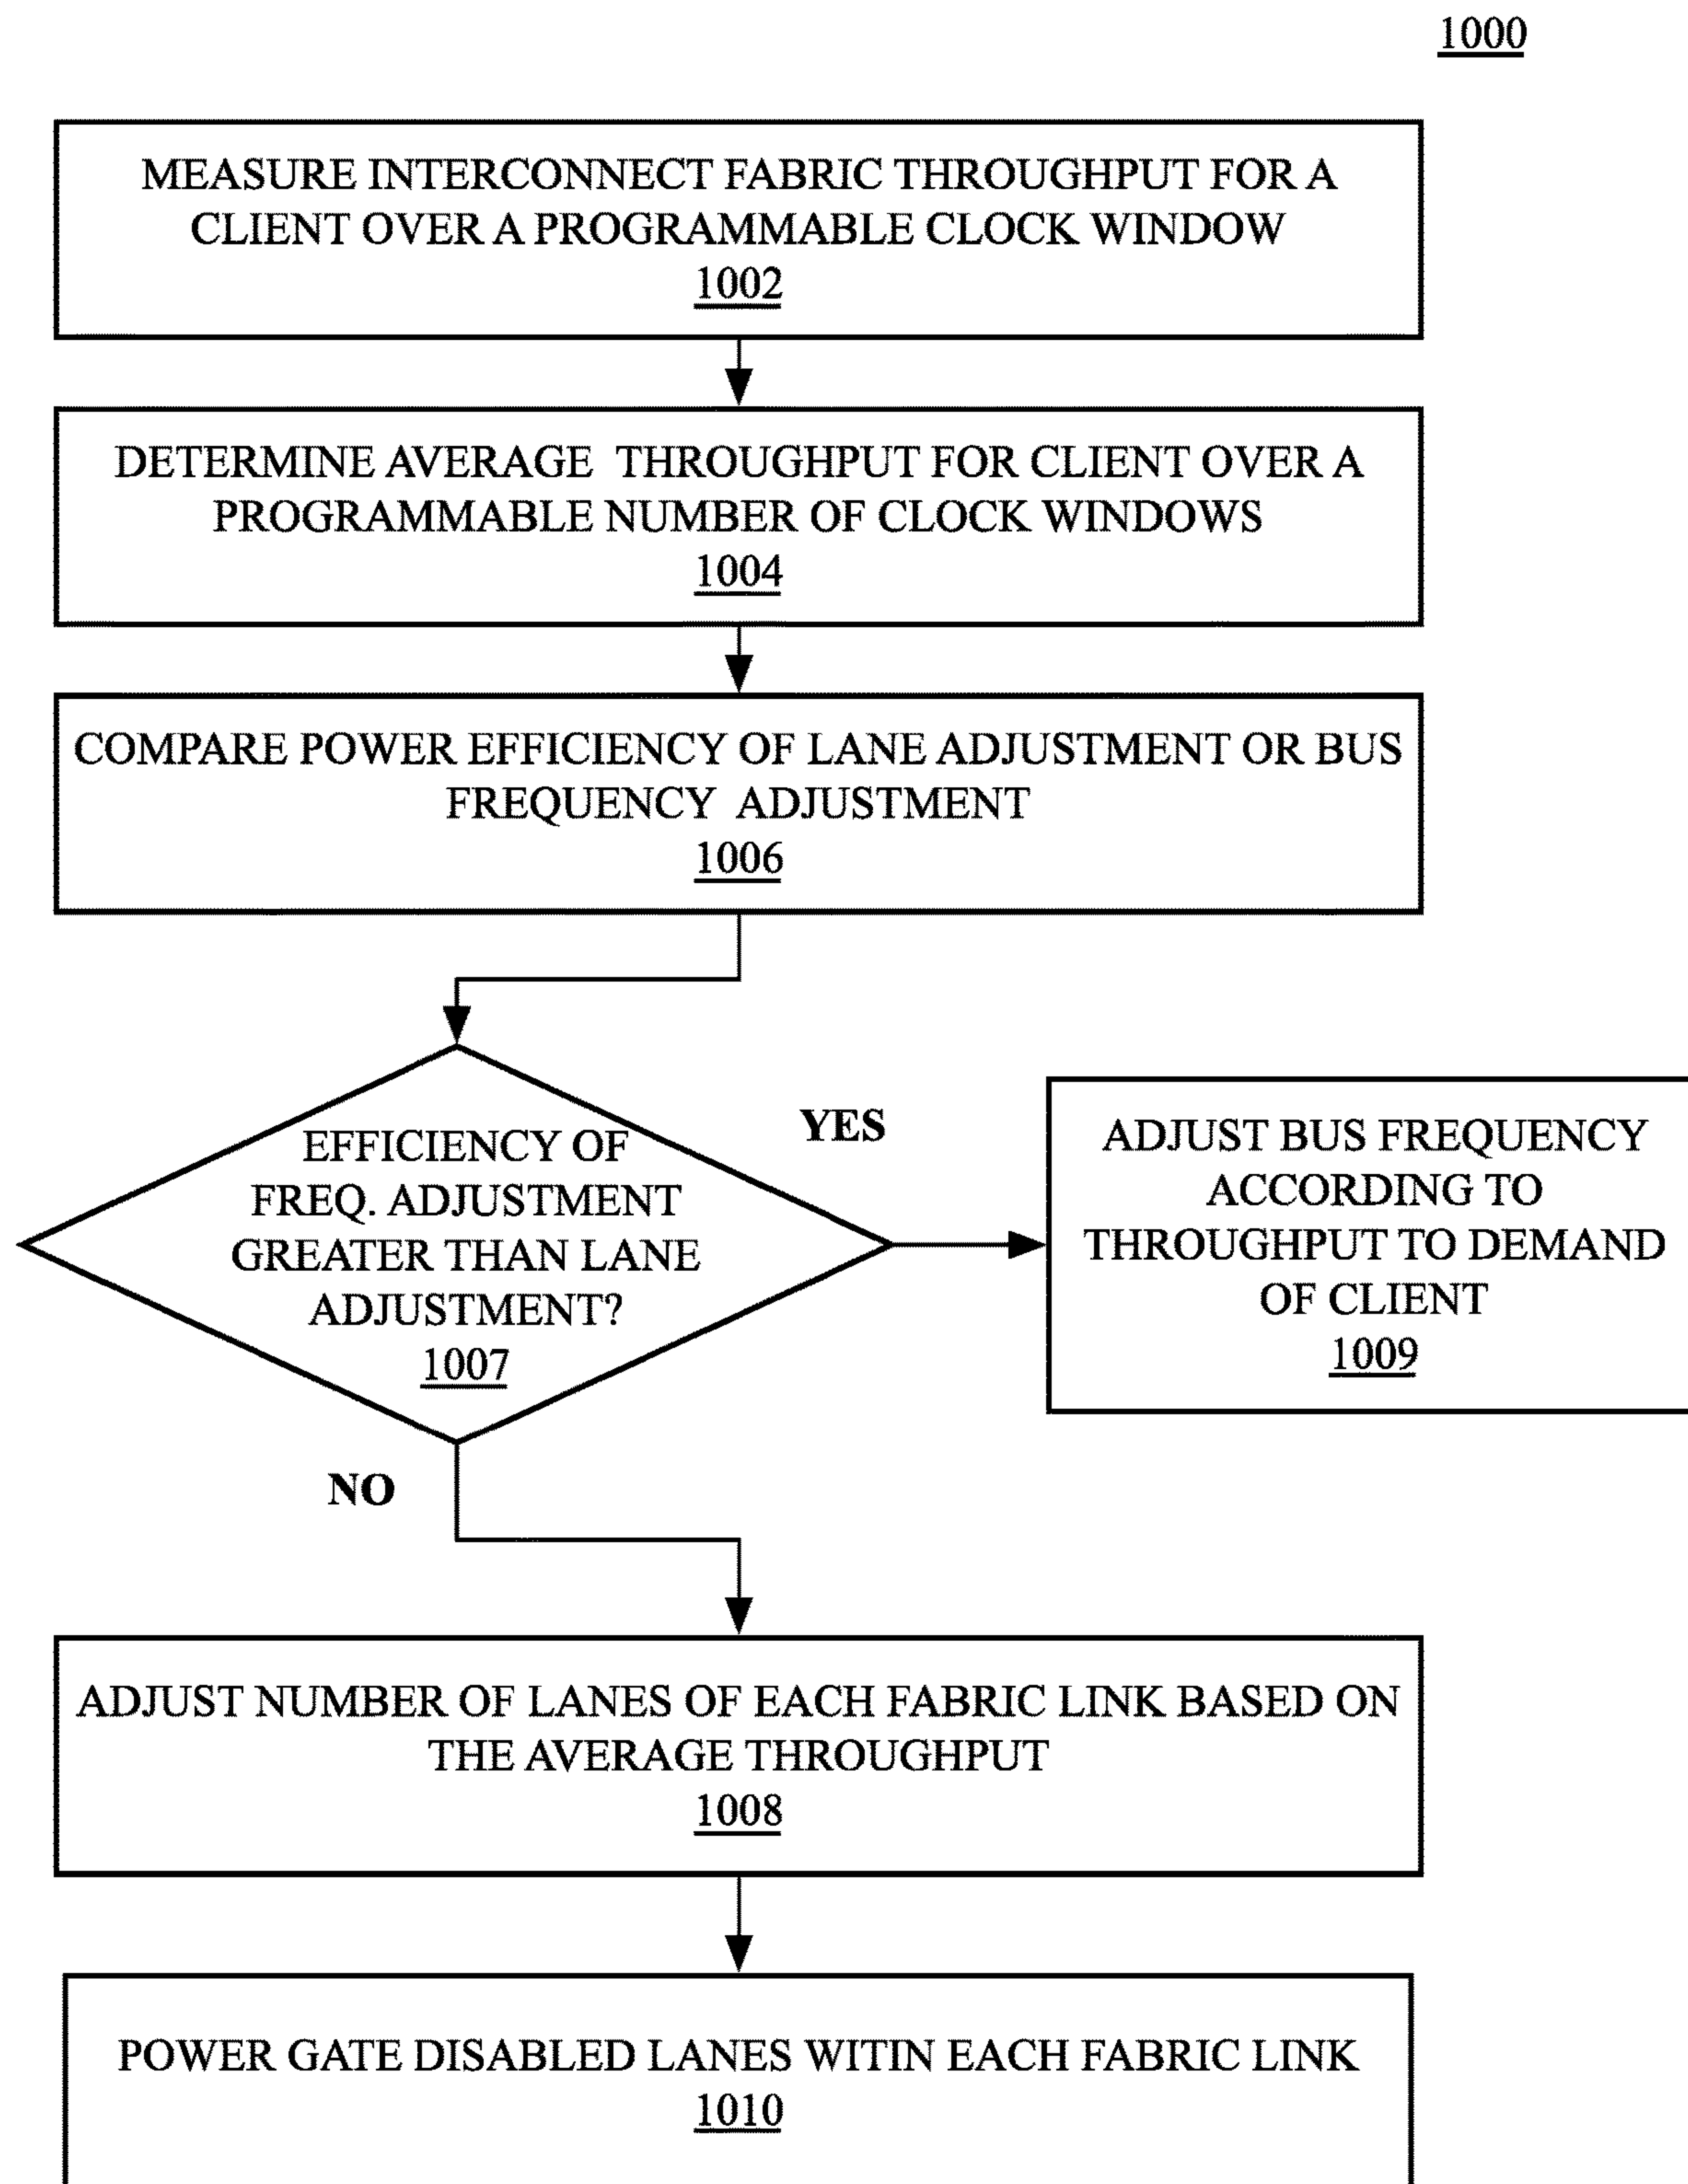 1000
MEASURE INTERCONNECT FABRIC THROUGHPUT FOR A
CLIENT OVER A PROGRAMMABLE CLOCK WINDOW
1002
DETERMINE AVERAGE THROUGHPUT FOR CLIENT OVER A
PROGRAMMABLE NUMBER OF CLOCK WINDOWS
1004
COMPARE POWER EFFICIENCY OF LANE ADJUSTMENT OR BUS
FREQUENCY ADJUSTMENT
1006
EFFICIENCY OF
FREQ. ADJUSTMENT
GREATER THAN LANE
ADJUSTMENT?
1007
YES
ADJUST BUS FREQUENCY
ACCORDING TO
THROUGHPUT TO DEMAND
OF CLIENT
1009
NO
ADJUST NUMBER OF LANES OF EACH FABRIC LINK BASED ON
THE AVERAGE THROUGHPUT
1008
POWER GATE DISABLED LANES WITIN EACH FABRIC LINK
1010